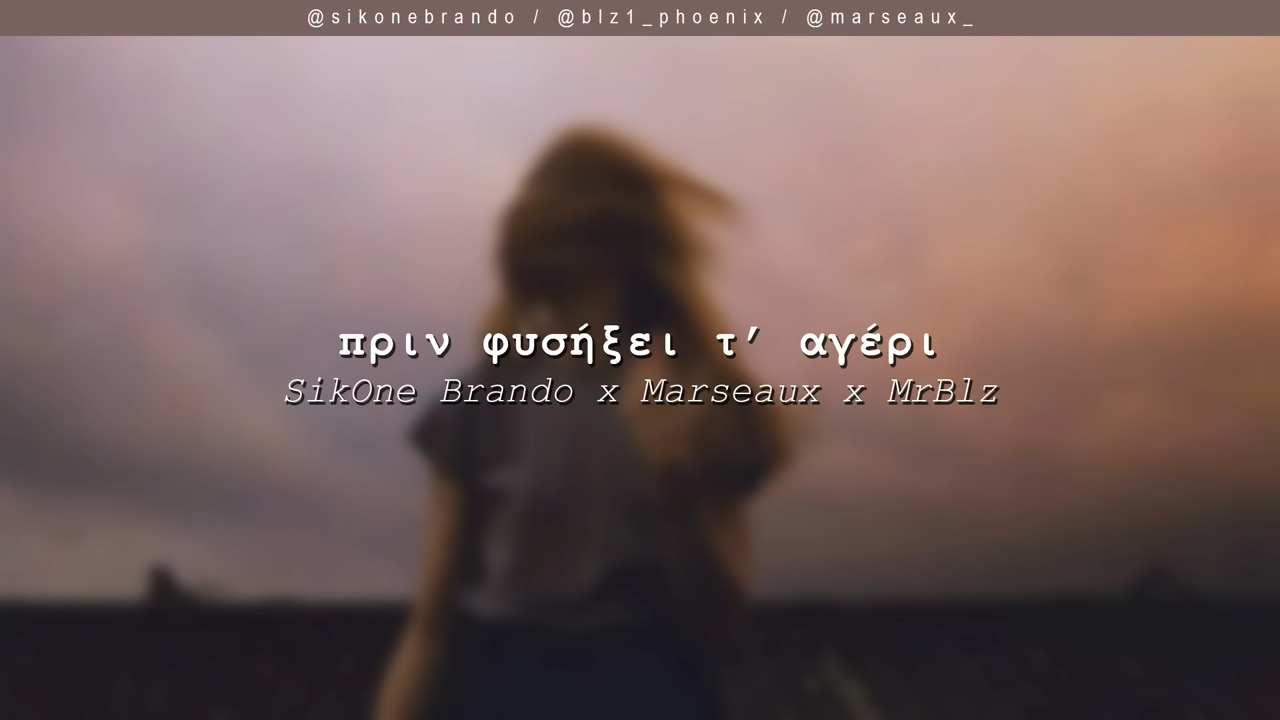 @sikonebrando / @blz1_phoenix / @marseaux_
πριν φυσήξει τ’ αγέρι
SikOne Brando x Marseaux x MrBlz